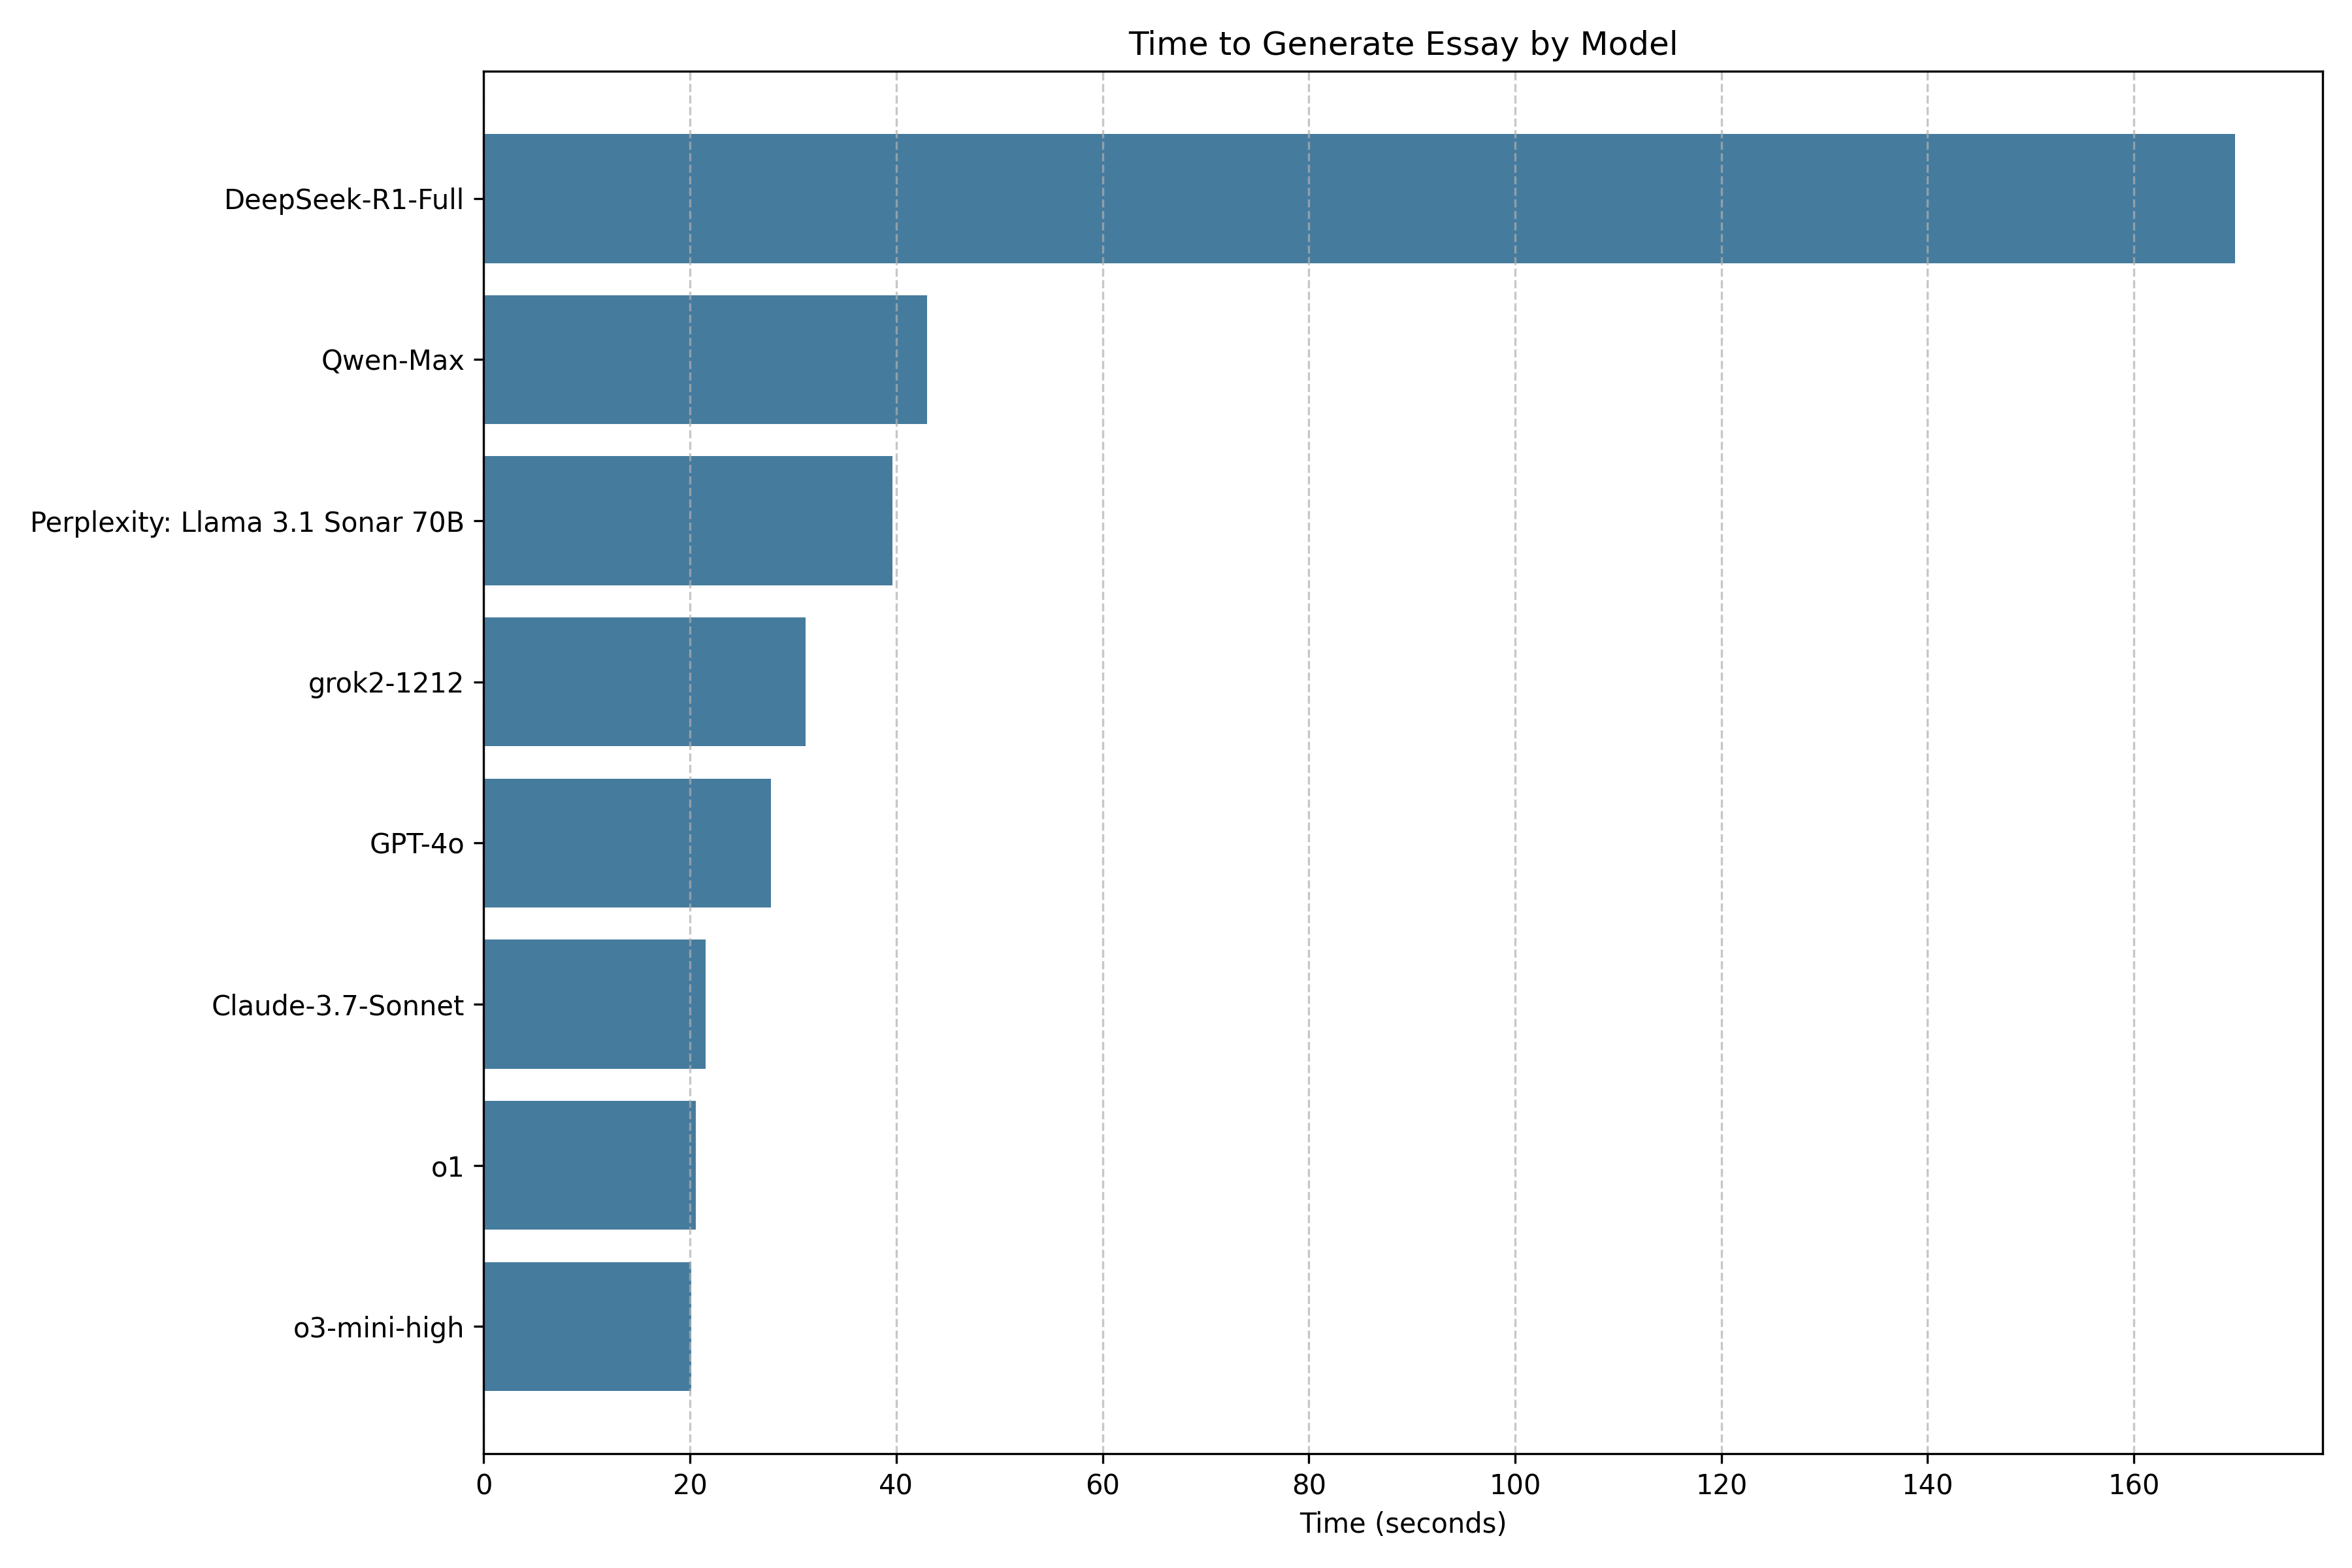 Time to Generate Essay by Model
DeepSeek-R1-Full
Qwen-Max
Perplexity: Llama 3.1 Sonar 70B
grok2-1212
GPT-4o
Claude-3.7-Sonnet
o1
o3-mini-high
0 20 40 60 80 100 120 140 160
Time (seconds)